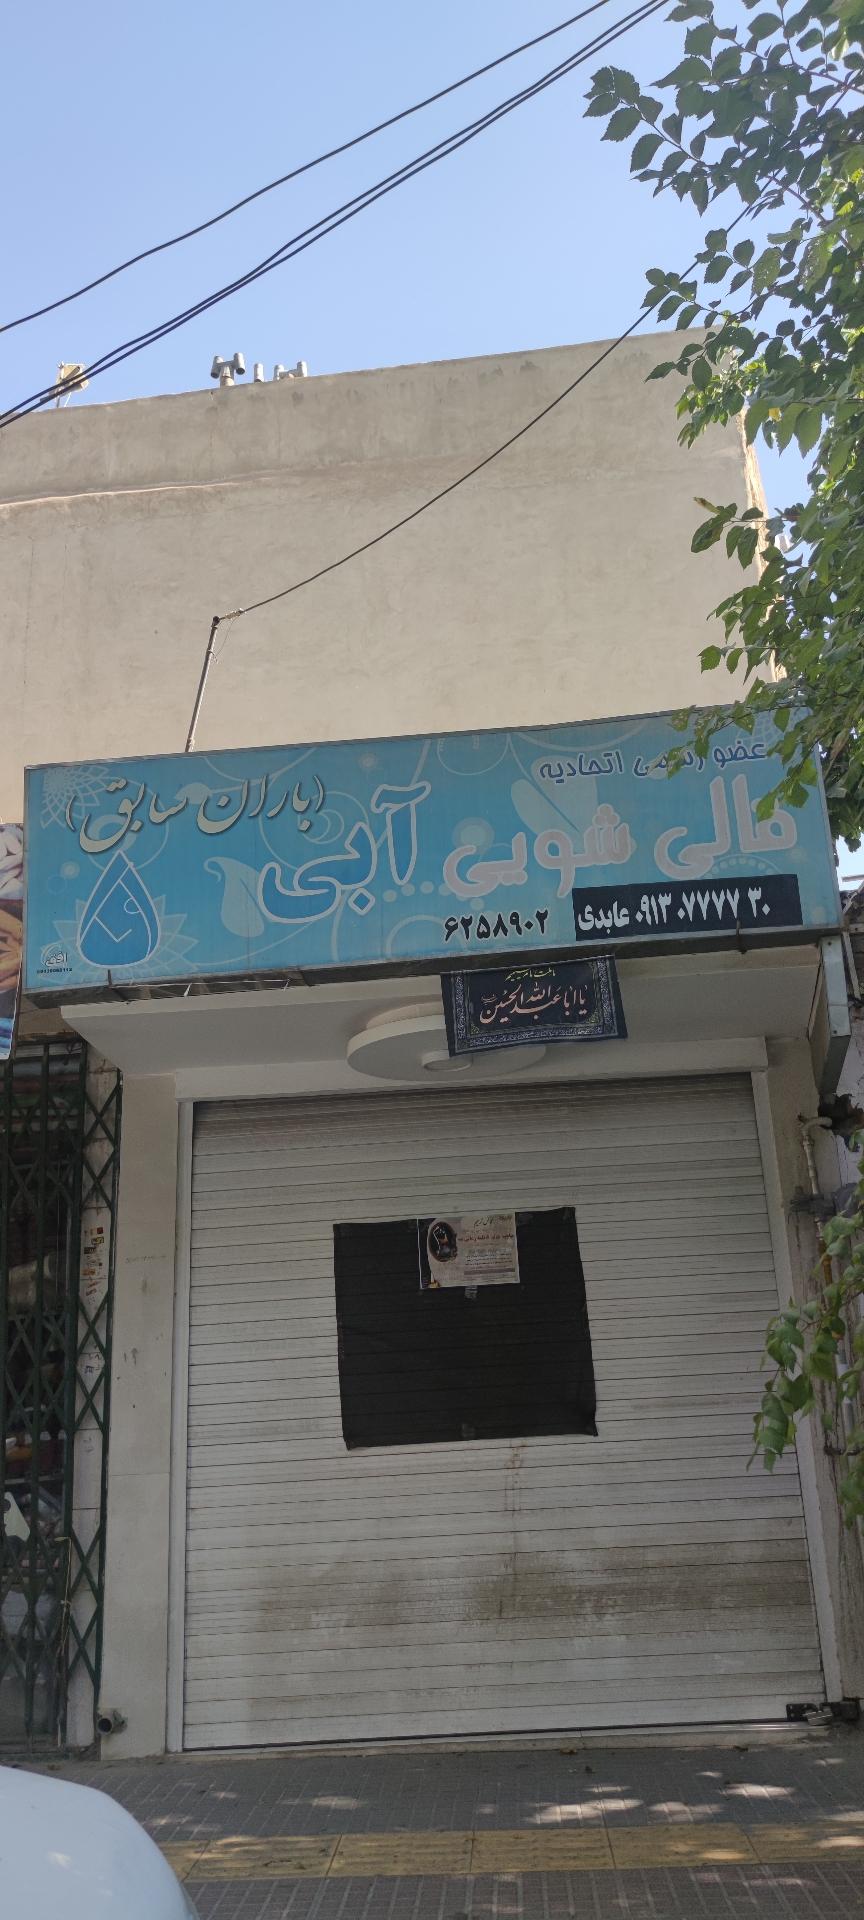 عضو رسمی اتحادیه
قالی شویی آبی
(باران سابق)
۰۹۱۳۰۷۷۷۷۳۰ عابدی
۶۲۵۸۹۰۲
یا اباعبدالله الحسین